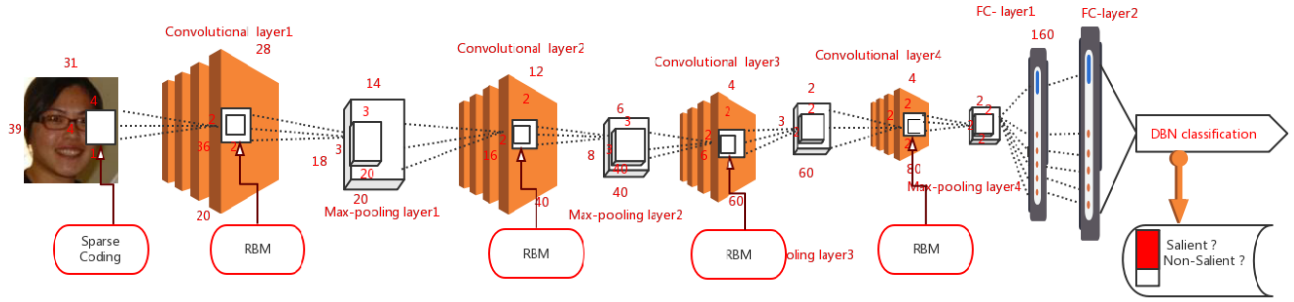 31
39
4
Sparse
Coding
Convolutional layer1
28
2
36
2
20
RBM
14
3
3
18
20
20
Max-pooling layer1
Convolutional layer2
12
2
2
16
40
RBM
6
3
3
8
40
40
Max-pooling layer2
Convolutional layer3
4
2
2
6
60
RBM
2
2
3
60
oling layer3
Convolutional layer4
4
2
2
2
80
RBM
2
2
2
2
Max-pooling layer4
FC- layer1
160
FC-layer2
DBN classification
Salient ?
Non-Salient ?